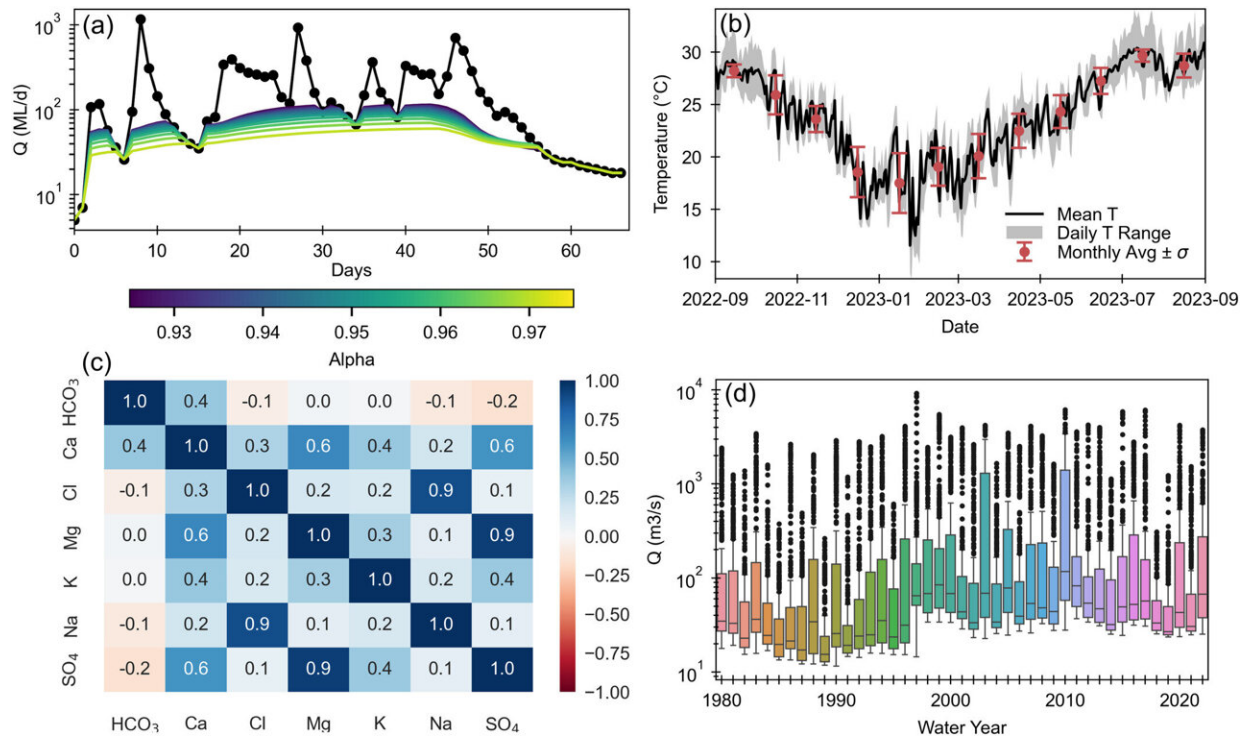 (a)
Q (ML/d)
10³
10²
10¹
0 10 20 30 40 50 60
Days
0.93 0.94 0.95 0.96 0.97
Alpha
(b)
Temperature (°C)
30
25
20
15
10
Mean T
Daily T Range
Monthly Avg ± σ
2022-09 2022-11 2023-01 2023-03 2023-05 2023-07 2023-09
Date
(c)
HCO₃ 1.0 0.4 -0.1 0.0 0.0 -0.1 -0.2
Ca 0.4 1.0 0.3 0.6 0.4 0.2 0.6
Cl -0.1 0.3 1.0 0.2 0.2 0.9 0.1
Mg 0.0 0.6 0.2 1.0 0.3 0.1 0.9
K 0.0 0.4 0.2 0.3 1.0 0.2 0.4
Na -0.1 0.2 0.9 0.1 0.2 1.0 0.1
SO₄ -0.2 0.6 0.1 0.9 0.4 0.1 1.0
HCO₃ Ca Cl Mg K Na SO₄
1.00
0.75
0.50
0.25
0.00
−0.25
−0.50
−0.75
−1.00
(d)
Q (m3/s)
10⁴
10³
10²
10¹
1980 1990 2000 2010 2020
Water Year